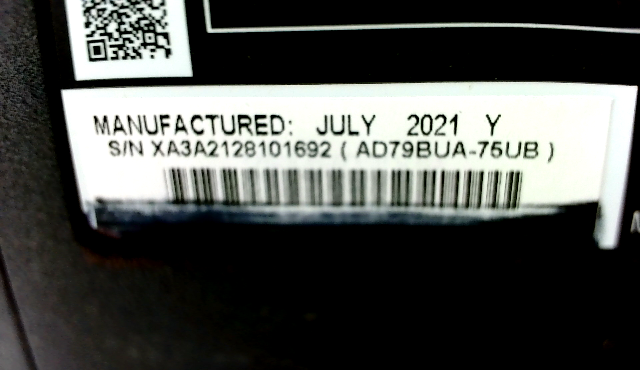 MANUFACTURED: JULY 2021 Y
S/N XA3A2128101692 ( AD79BUA-75UB )